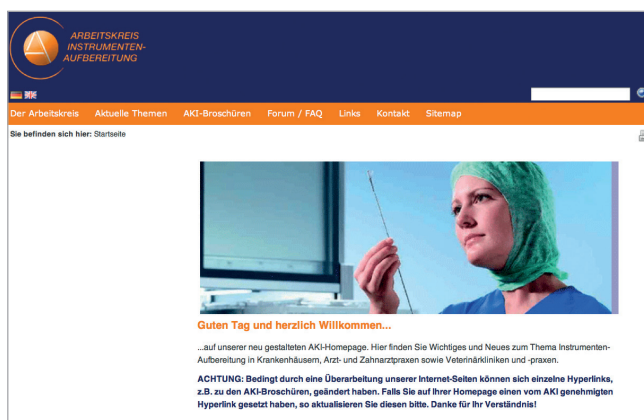 ARBEITSKREIS
INSTRUMENTEN-
AUFBEREITUNG
Der Arbeitskreis Aktuelle Themen AKI-Broschüren Forum / FAQ Links Kontakt Sitemap
Sie befinden sich hier: Startseite
Guten Tag und herzlich Willkommen...
...auf unserer neu gestalteten AKI-Homepage. Hier finden Sie Wichtiges und Neues zum Thema Instrumenten-
Aufbereitung in Krankenhäusern, Arzt- und Zahnarztpraxen sowie Veterinärkliniken und -praxen.
ACHTUNG: Bedingt durch eine Überarbeitung unserer Internet-Seiten können sich einzelne Hyperlinks,
z.B. zu den AKI-Broschüren, geändert haben. Falls Sie auf Ihrer Homepage einen vom AKI genehmigten
Hyperlink gesetzt haben, so aktualisieren Sie diesen bitte. Danke für Ihr Verständnis!